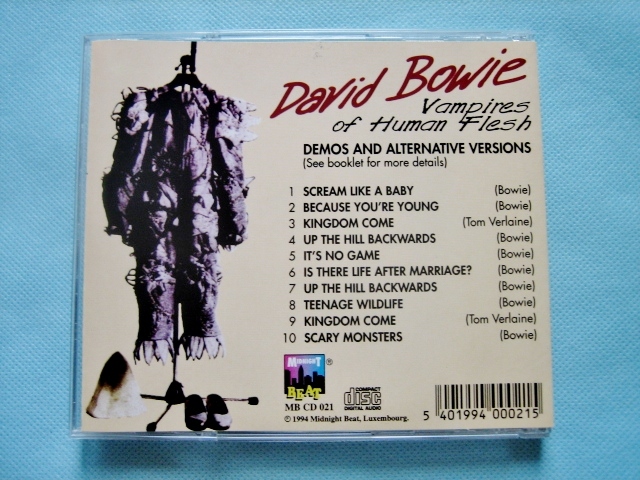 David Bowie
Vampires
of Human Flesh
DEMOS AND ALTERNATIVE VERSIONS
(See booklet for more details)
1 SCREAM LIKE A BABY (Bowie)
2 BECAUSE YOU'RE YOUNG (Bowie)
3 KINGDOM COME (Tom Verlaine)
4 UP THE HILL BACKWARDS (Bowie)
5 IT'S NO GAME (Bowie)
6 IS THERE LIFE AFTER MARRIAGE? (Bowie)
7 UP THE HILL BACKWARDS (Bowie)
8 TEENAGE WILDLIFE (Bowie)
9 KINGDOM COME (Tom Verlaine)
10 SCARY MONSTERS (Bowie)
MIDNIGHT ®
BEAT
MB CD 021
COMPACT
disc
DIGITAL AUDIO
© 1994 Midnight Beat, Luxembourg.
5 401994 000215